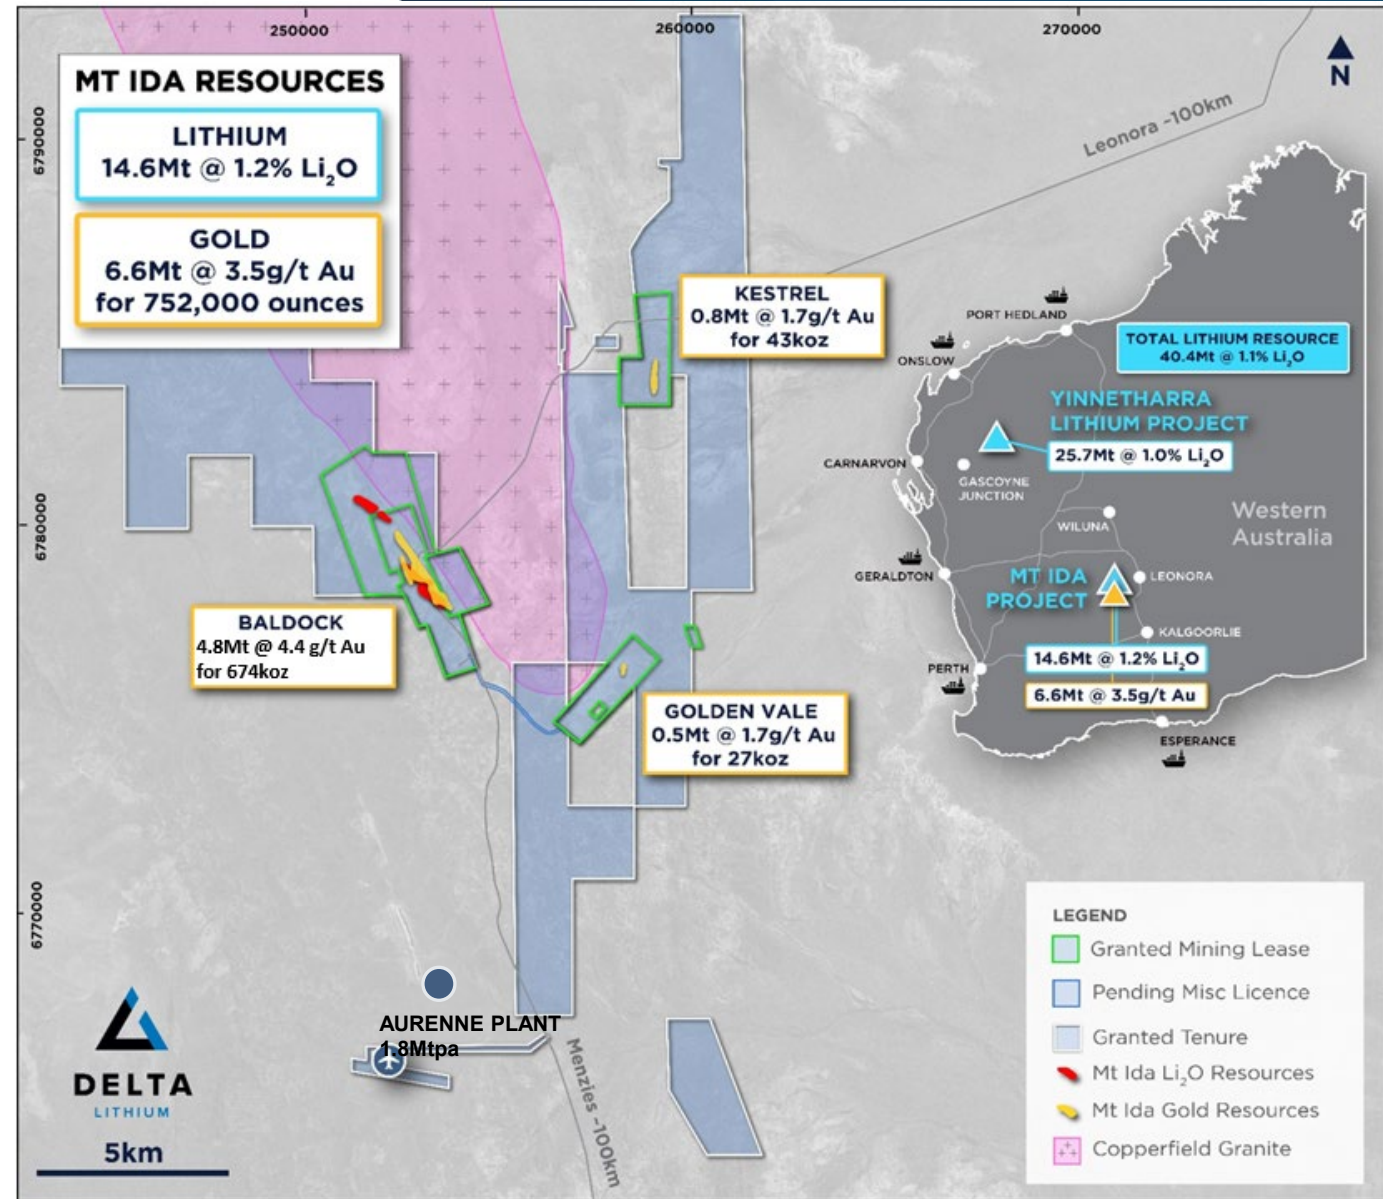 250000
260000
270000
6790000
6780000
6770000
N
MT IDA RESOURCES
LITHIUM
14.6Mt @ 1.2% Li₂O
GOLD
6.6Mt @ 3.5g/t Au
for 752,000 ounces
Leonora ~100km
KESTREL
0.8Mt @ 1.7g/t Au
for 43koz
BALDOCK
4.8Mt @ 4.4 g/t Au
for 674koz
GOLDEN VALE
0.5Mt @ 1.7g/t Au
for 27koz
PORT HEDLAND
ONSLOW
TOTAL LITHIUM RESOURCE
40.4Mt @ 1.1% Li₂O
YINNETHARRA
LITHIUM PROJECT
25.7Mt @ 1.0% Li₂O
CARNARVON
GASCOYNE
JUNCTION
WILUNA
Western
Australia
GERALDTON
MT IDA
PROJECT
LEONORA
KALGOORLIE
14.6Mt @ 1.2% Li₂O
PERTH
6.6Mt @ 3.5g/t Au
ESPERANCE
AURENNE PLANT
1.8Mtpa
Menzies ~100km
DELTA
LITHIUM
5km
LEGEND
Granted Mining Lease
Pending Misc Licence
Granted Tenure
Mt Ida Li₂O Resources
Mt Ida Gold Resources
Copperfield Granite